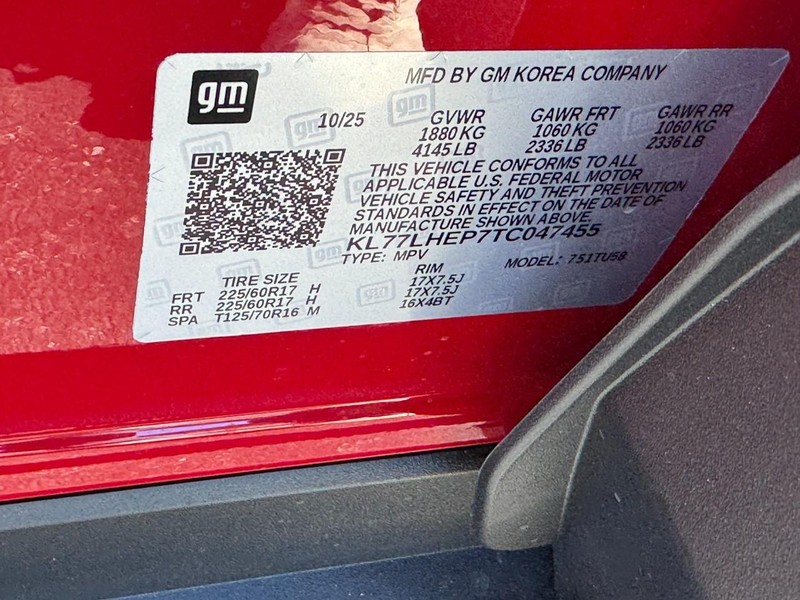 gm
MFD BY GM KOREA COMPANY
10/25 GVWR GAWR FRT GAWR RR
1880 KG 1060 KG 1060 KG
4145 LB 2336 LB 2336 LB
THIS VEHICLE CONFORMS TO ALL
APPLICABLE U.S. FEDERAL MOTOR
VEHICLE SAFETY AND THEFT PREVENTION
STANDARDS IN EFFECT ON THE DATE OF
MANUFACTURE SHOWN ABOVE.
KL77LHEP7TC047455
TYPE: MPV MODEL: 751TU58
TIRE SIZE RIM
FRT 225/60R17 H 17X7.5J
RR 225/60R17 H 17X7.5J
SPA T125/70R16 M 16X4BT